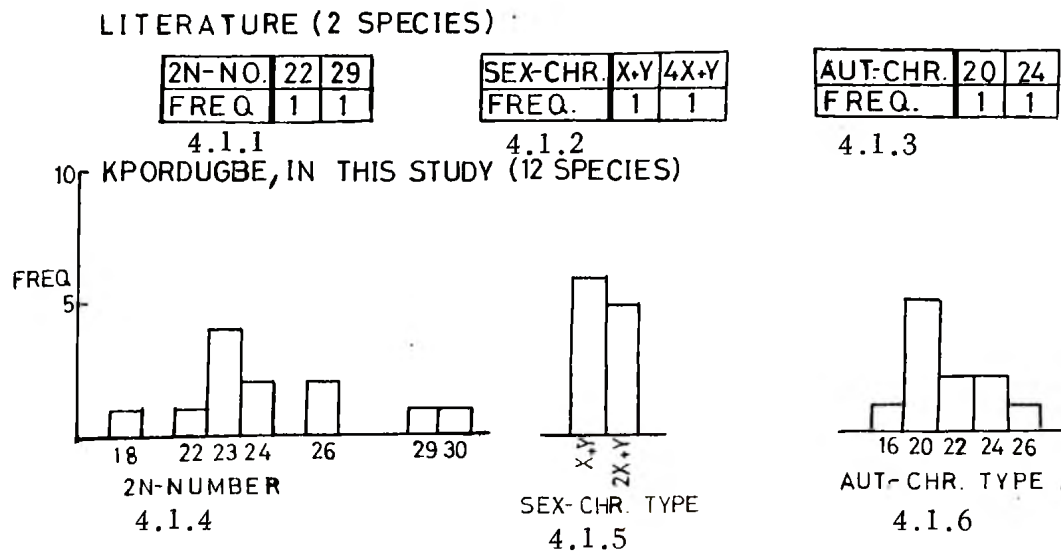 LITERATURE (2 SPECIES)
2N-NO. 22 29
FREQ. 1 1
4.1.1
SEX-CHR. X+Y 4X+Y
FREQ. 1 1
4.1.2
AUT-CHR. 20 24
FREQ. 1 1
4.1.3
KPORDUGBE, IN THIS STUDY (12 SPECIES)
10
FREQ
5
18 22 23 24 26 29 30
2N-NUMBER
4.1.4
X+Y 2X+Y
SEX-CHR. TYPE
4.1.5
16 20 22 24 26
AUT-CHR. TYPE
4.1.6